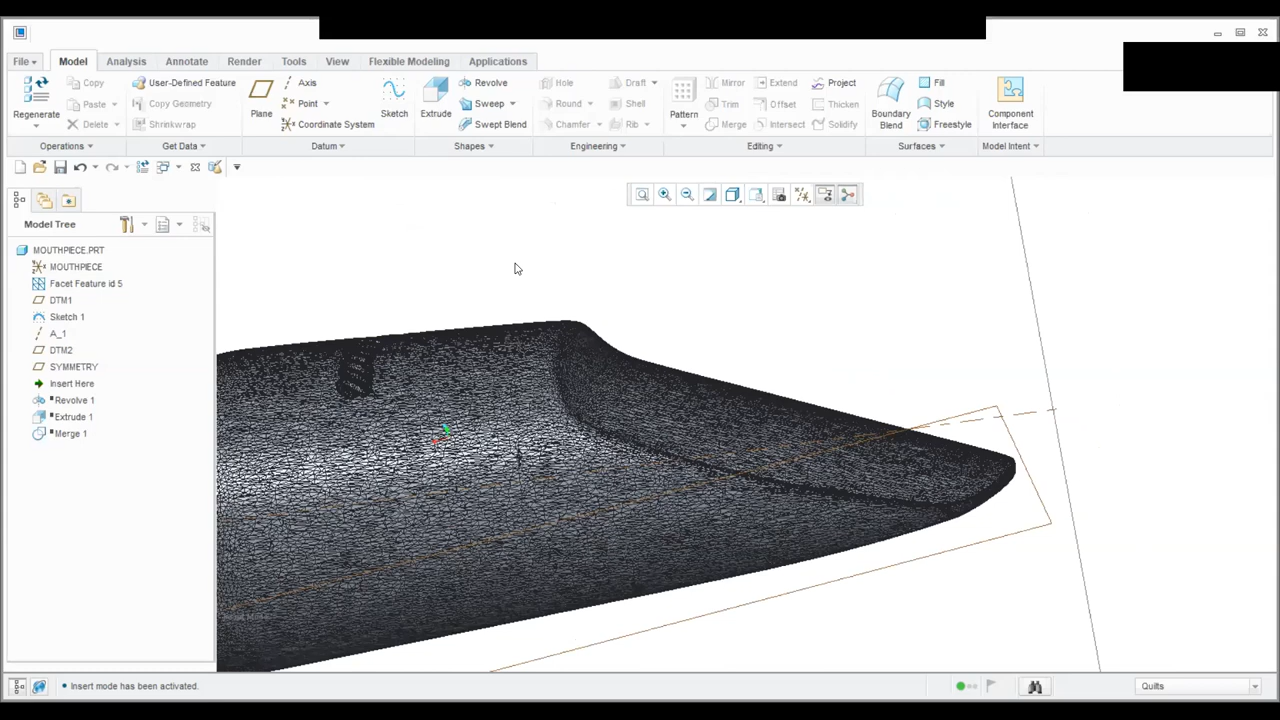 File Model Analysis Annotate Render Tools View Flexible Modeling Applications
Regenerate
Copy
Paste
Delete
User-Defined Feature
Copy Geometry
Shrinkwrap
Plane
Axis
Point
Coordinate System
Sketch
Extrude
Revolve
Sweep
Swept Blend
Hole
Round
Chamfer
Draft
Shell
Rib
Pattern
Mirror
Trim
Merge
Extend
Offset
Intersect
Project
Thicken
Solidify
Boundary
Blend
Fill
Style
Freestyle
Component
Interface
Operations Get Data Datum Shapes Engineering Editing Surfaces Model Intent
Model Tree
MOUTHPIECE.PRT
MOUTHPIECE
Facet Feature id 5
DTM1
Sketch 1
A_1
DTM2
SYMMETRY
Insert Here
Revolve 1
Extrude 1
Merge 1
• Insert mode has been activated.
Quilts